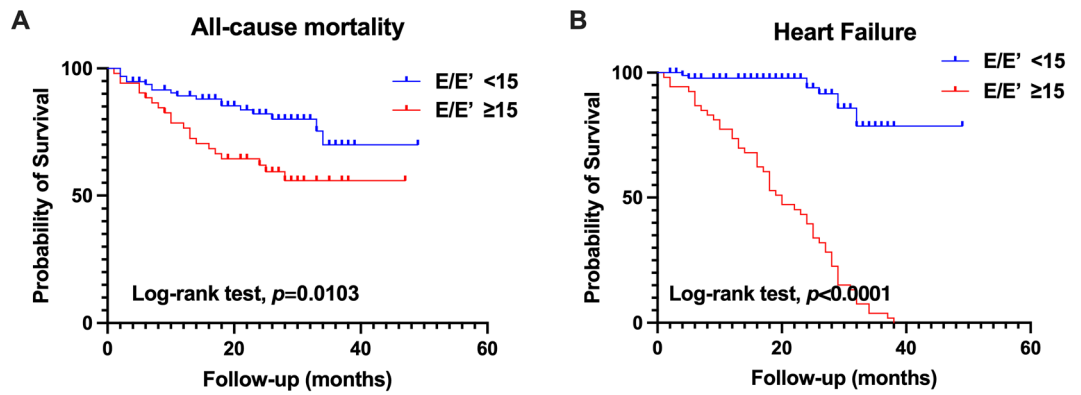 A
All-cause mortality
100
50
0
Probability of Survival
E/E’ <15
E/E’ ≥15
Log-rank test, p=0.0103
0 20 40 60
Follow-up (months)
B
Heart Failure
100
50
0
Probability of Survival
E/E’ <15
E/E’ ≥15
Log-rank test, p<0.0001
0 20 40 60
Follow-up (months)